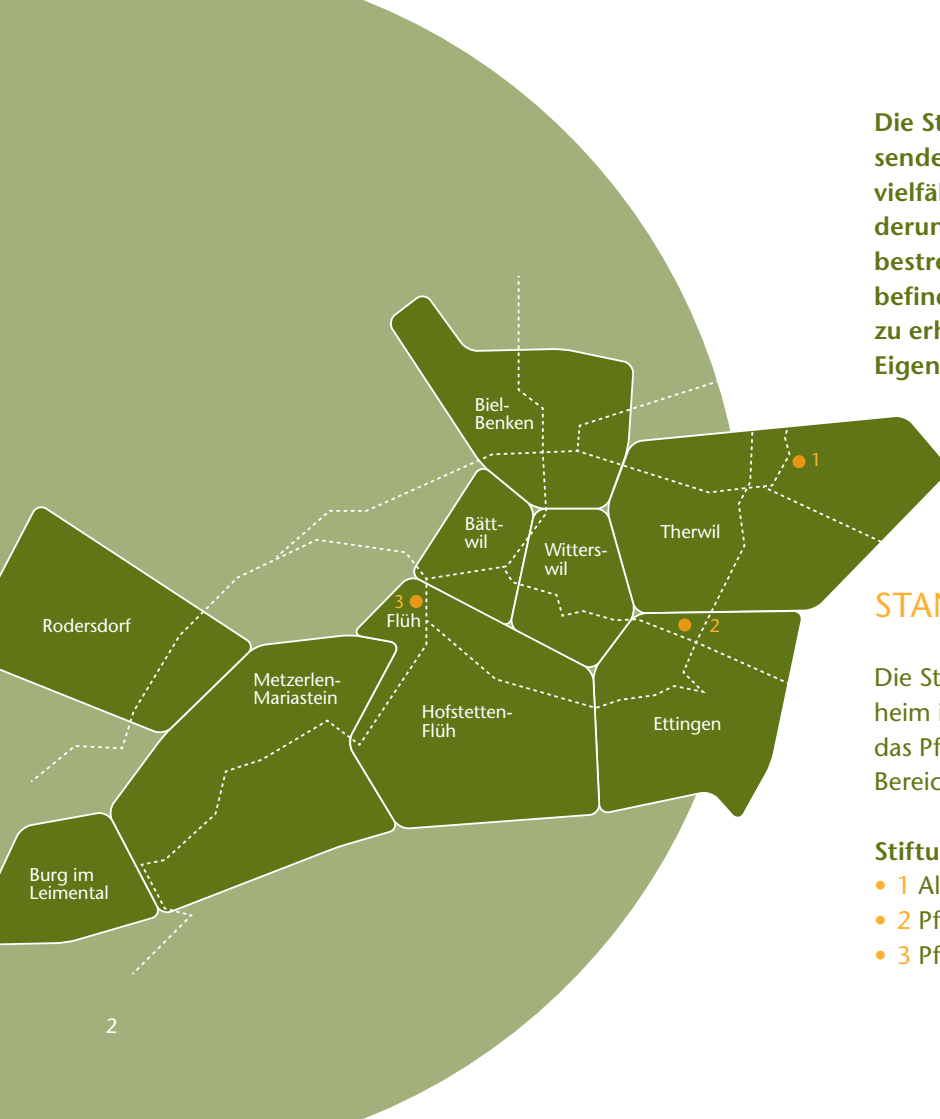 Biel-
Benken
1
Bätt-
wil
Witters-
wil
Therwil
3
Flüh
2
Rodersdorf
Metzerlen-
Mariastein
Hofstetten-
Flüh
Ettingen
Burg im
Leimental
2
Die St
sende
vielfäl
derun
bestre
befind
zu erh
Eigen
STAN
Die St
heim i
das Pf
Bereic
Stiftu
• 1 Al
• 2 Pf
• 3 Pf